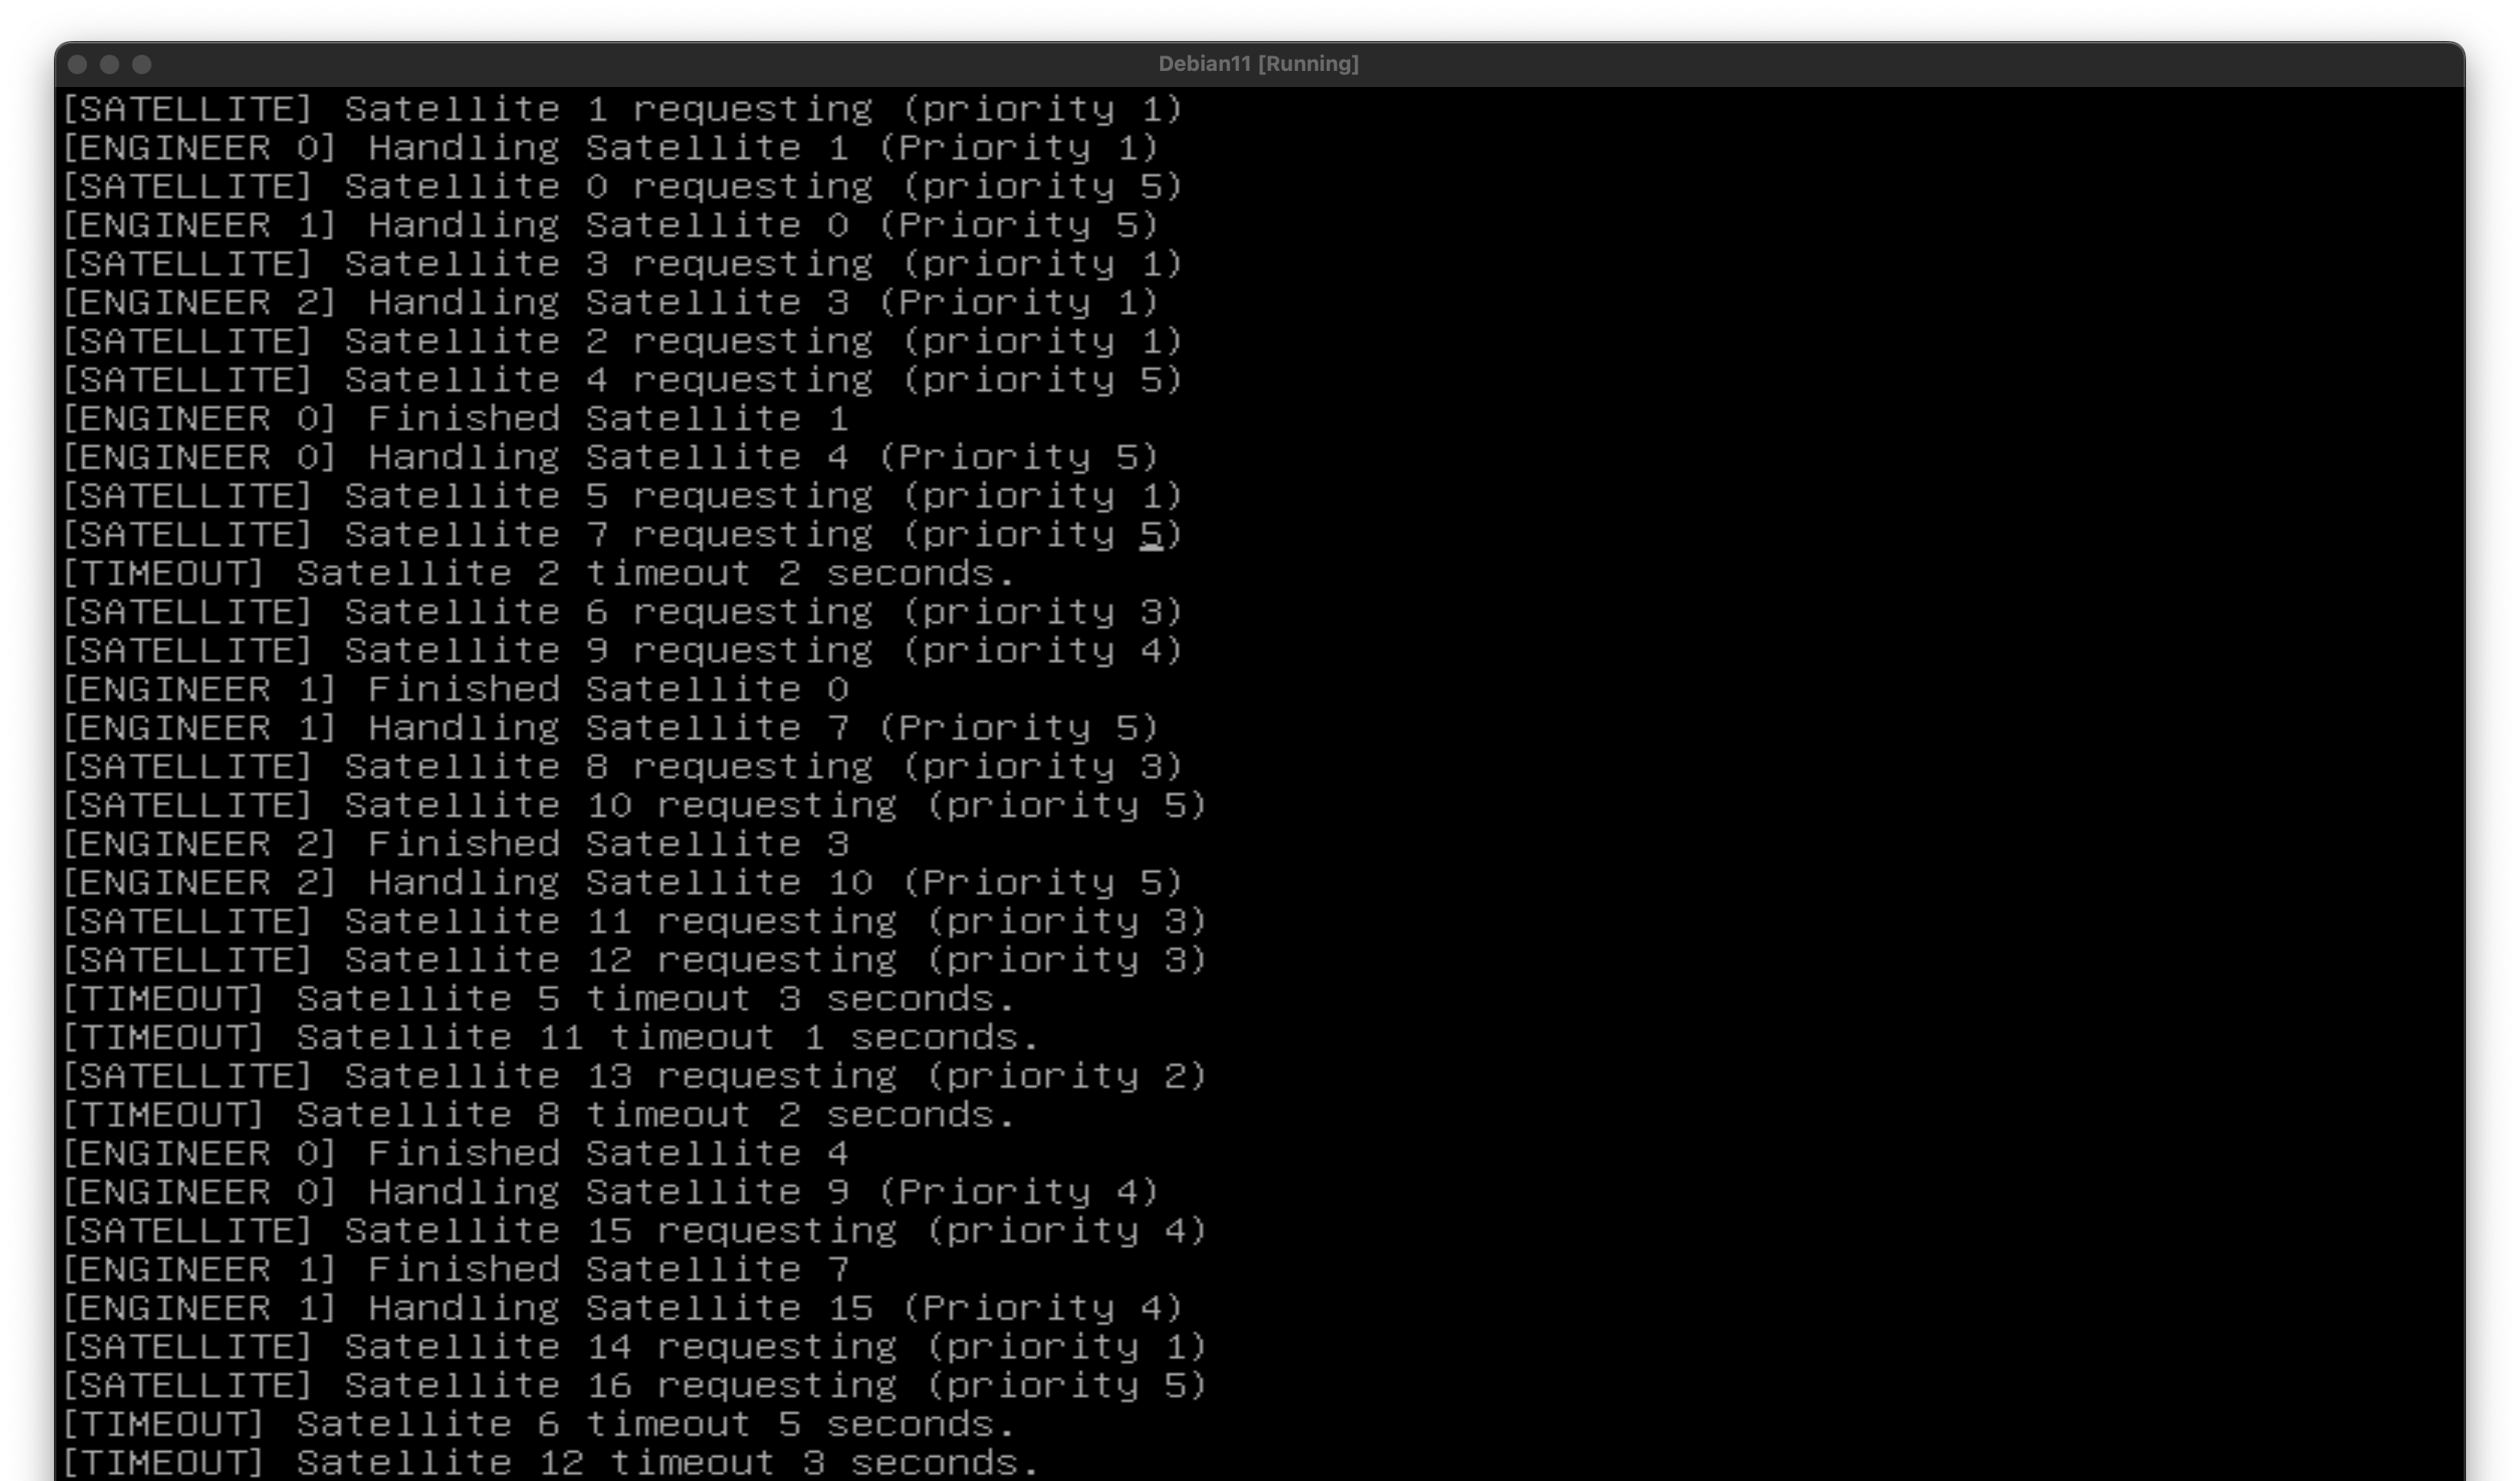 Debian11 [Running]
[SATELLITE] Satellite 1 requesting (priority 1)
[ENGINEER 0] Handling Satellite 1 (Priority 1)
[SATELLITE] Satellite 0 requesting (priority 5)
[ENGINEER 1] Handling Satellite 0 (Priority 5)
[SATELLITE] Satellite 3 requesting (priority 1)
[ENGINEER 2] Handling Satellite 3 (Priority 1)
[SATELLITE] Satellite 2 requesting (priority 1)
[SATELLITE] Satellite 4 requesting (priority 5)
[ENGINEER 0] Finished Satellite 1
[ENGINEER 0] Handling Satellite 4 (Priority 5)
[SATELLITE] Satellite 5 requesting (priority 1)
[SATELLITE] Satellite 7 requesting (priority 5)
[TIMEOUT] Satellite 2 timeout 2 seconds.
[SATELLITE] Satellite 6 requesting (priority 3)
[SATELLITE] Satellite 9 requesting (priority 4)
[ENGINEER 1] Finished Satellite 0
[ENGINEER 1] Handling Satellite 7 (Priority 5)
[SATELLITE] Satellite 8 requesting (priority 3)
[SATELLITE] Satellite 10 requesting (priority 5)
[ENGINEER 2] Finished Satellite 3
[ENGINEER 2] Handling Satellite 10 (Priority 5)
[SATELLITE] Satellite 11 requesting (priority 3)
[SATELLITE] Satellite 12 requesting (priority 3)
[TIMEOUT] Satellite 5 timeout 3 seconds.
[TIMEOUT] Satellite 11 timeout 1 seconds.
[SATELLITE] Satellite 13 requesting (priority 2)
[TIMEOUT] Satellite 8 timeout 2 seconds.
[ENGINEER 0] Finished Satellite 4
[ENGINEER 0] Handling Satellite 9 (Priority 4)
[SATELLITE] Satellite 15 requesting (priority 4)
[ENGINEER 1] Finished Satellite 7
[ENGINEER 1] Handling Satellite 15 (Priority 4)
[SATELLITE] Satellite 14 requesting (priority 1)
[SATELLITE] Satellite 16 requesting (priority 5)
[TIMEOUT] Satellite 6 timeout 5 seconds.
[TIMEOUT] Satellite 12 timeout 3 seconds.